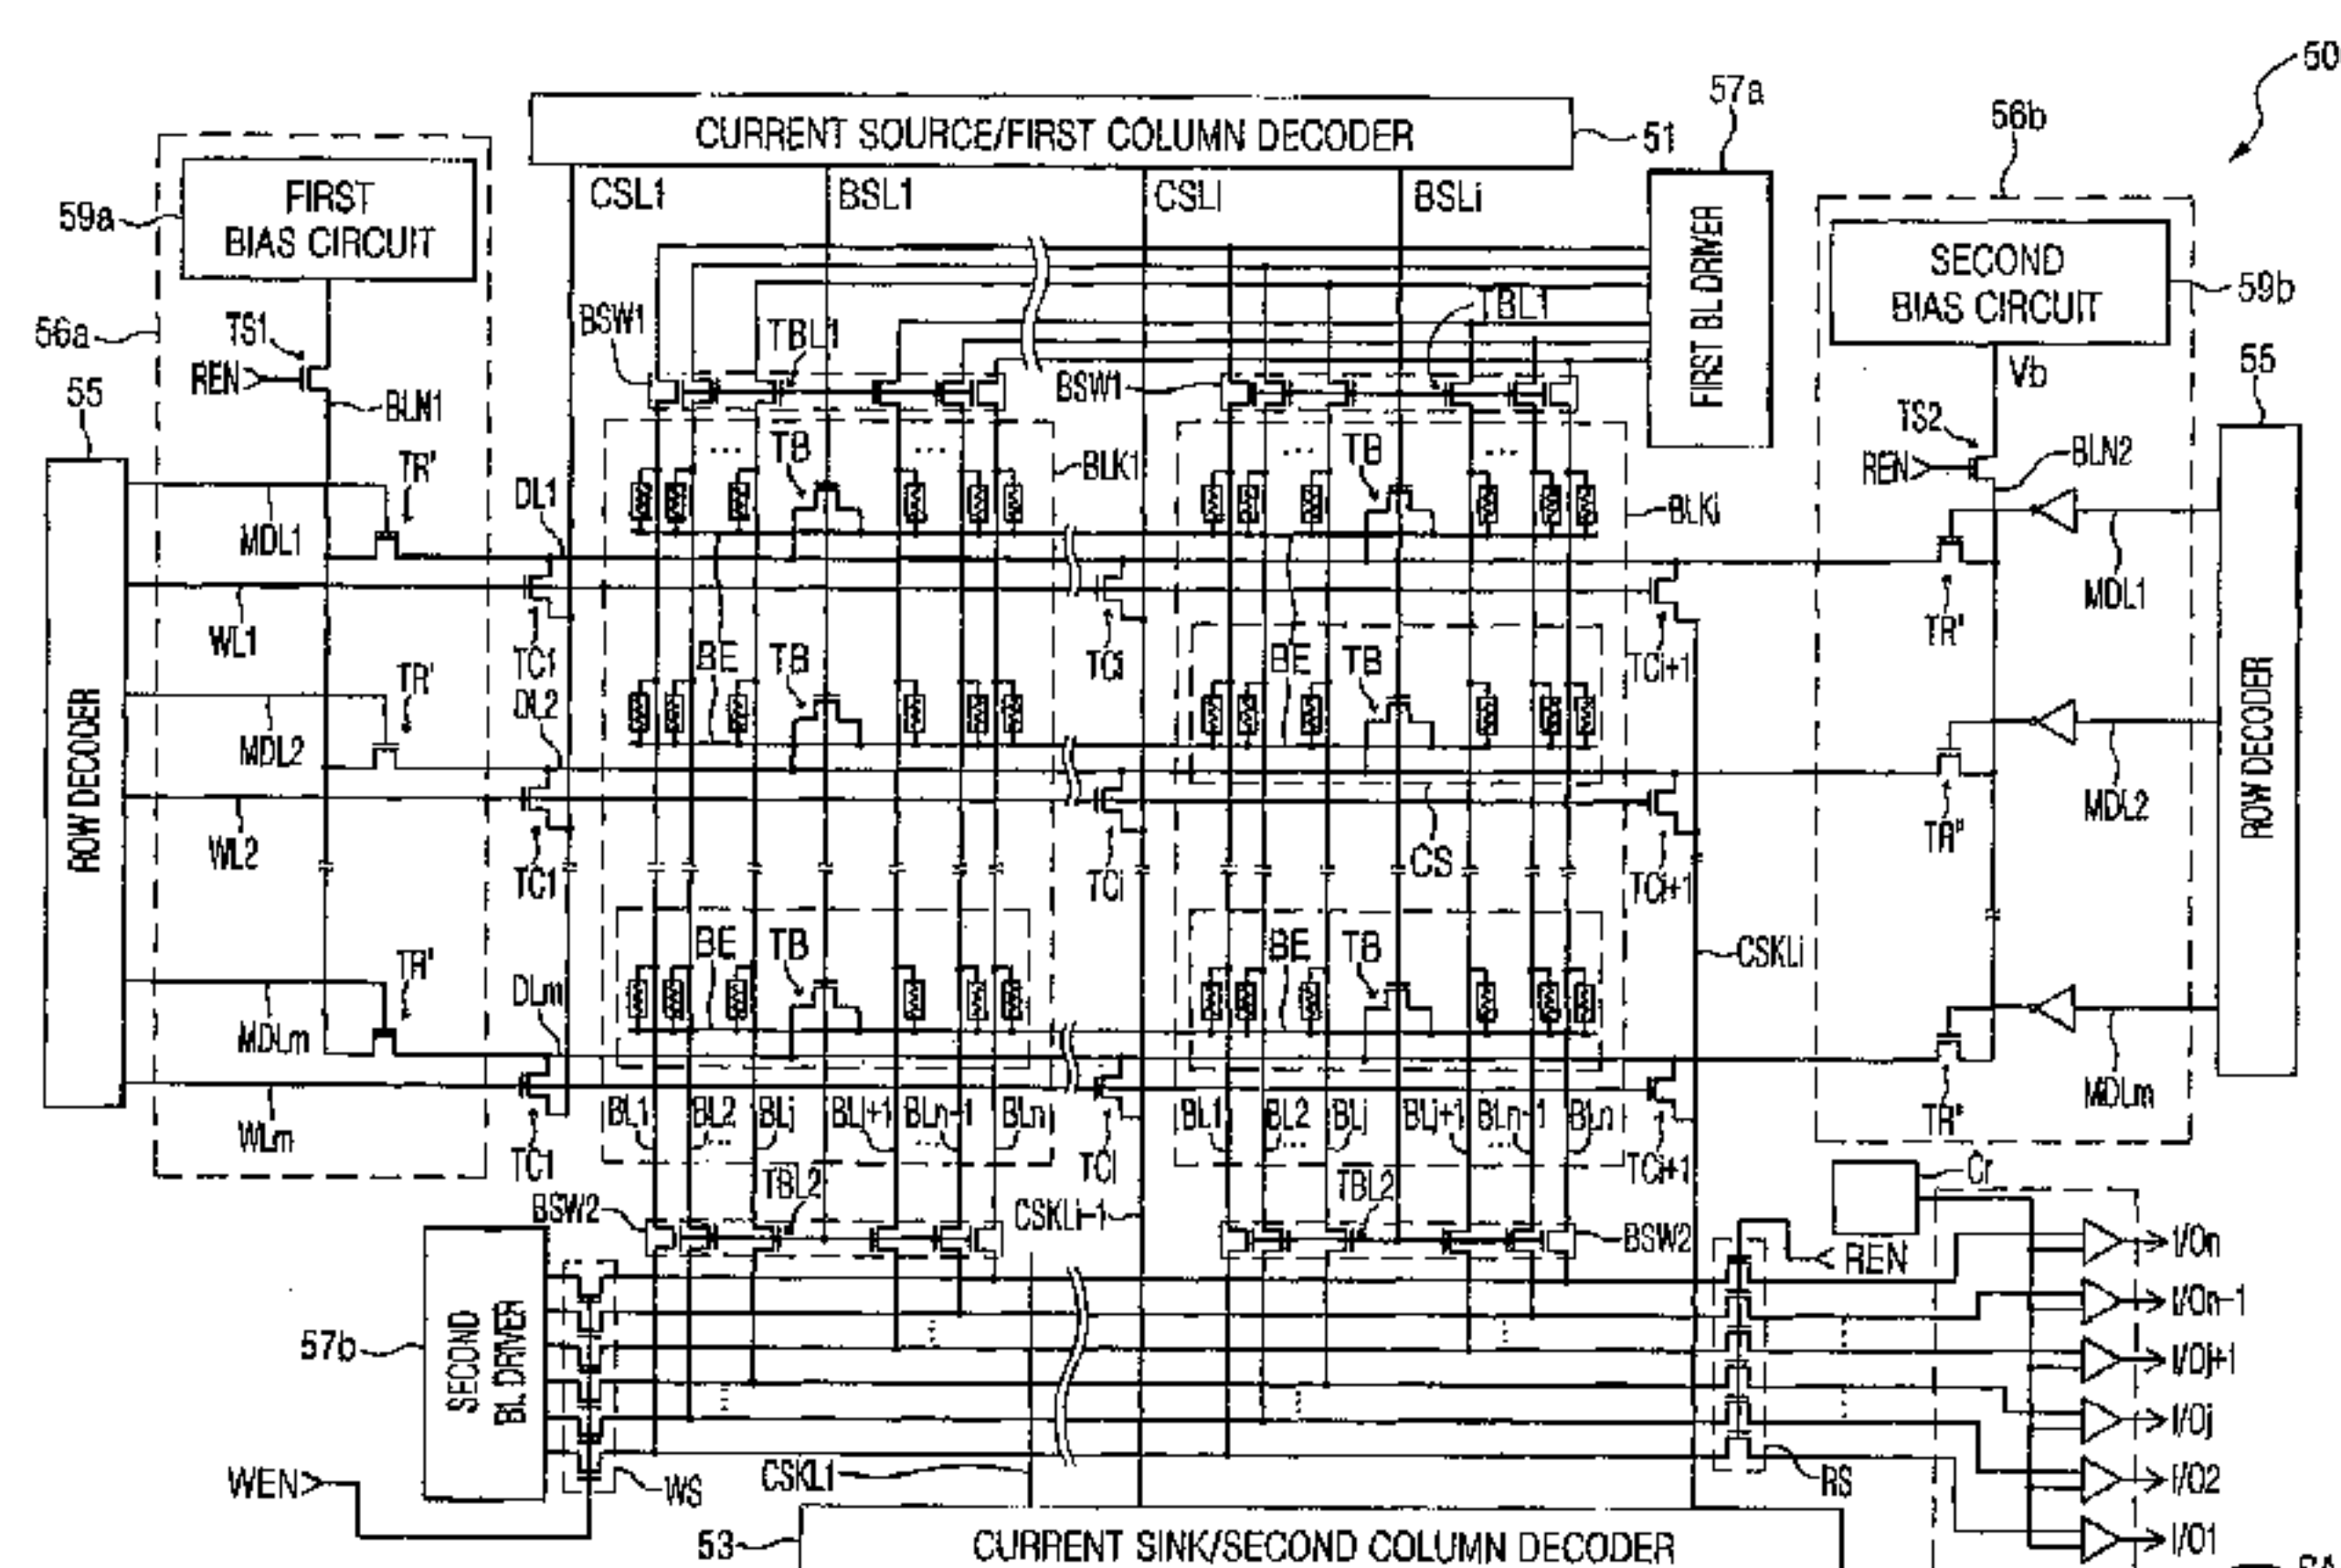 50
57a
56b
CURRENT SOURCE/FIRST COLUMN DECODER
51
FIRST
BIAS CIRCUIT
59a
CSL1
BSL1
CSLi
BSLi
FIRST BL DRIVER
SECOND
BIAS CIRCUIT
59b
56a
TS1
REN
BLN1
BSW1
TBL1
TBL1
BSW1
Vb
TS2
REN
BLN2
55
55
TR'
MDL1
DL1
TB
BLK1
TB
BLKi
MDL1
TR"
WL1
TC1
BE
TCi
BE
TCi+1
ROW DECODER
TR'
MDL2
DL2
TB
TB
MDL2
TR"
ROW DECODER
WL2
TC1
TCi
CS
TCi+1
TR'
MDLm
DLm
BE
TB
BE
TB
CSKLi
MDLm
TR"
WLm
TC1
BL1
BL2
BLj
BLj+1
BLn-1
BLn
TCi
BL1
BL2
BLj
BLj+1
BLn-1
BLn
TCi+1
Cr
BSW2
TBL2
CSKLi-1
TBL2
BSW2
REN
I/On
I/On-1
I/Oj+1
I/Oj
I/O2
I/O1
57b
SECOND
BL DRIVER
WEN
WS
CSKL1
RS
53
CURRENT SINK/SECOND COLUMN DECODER